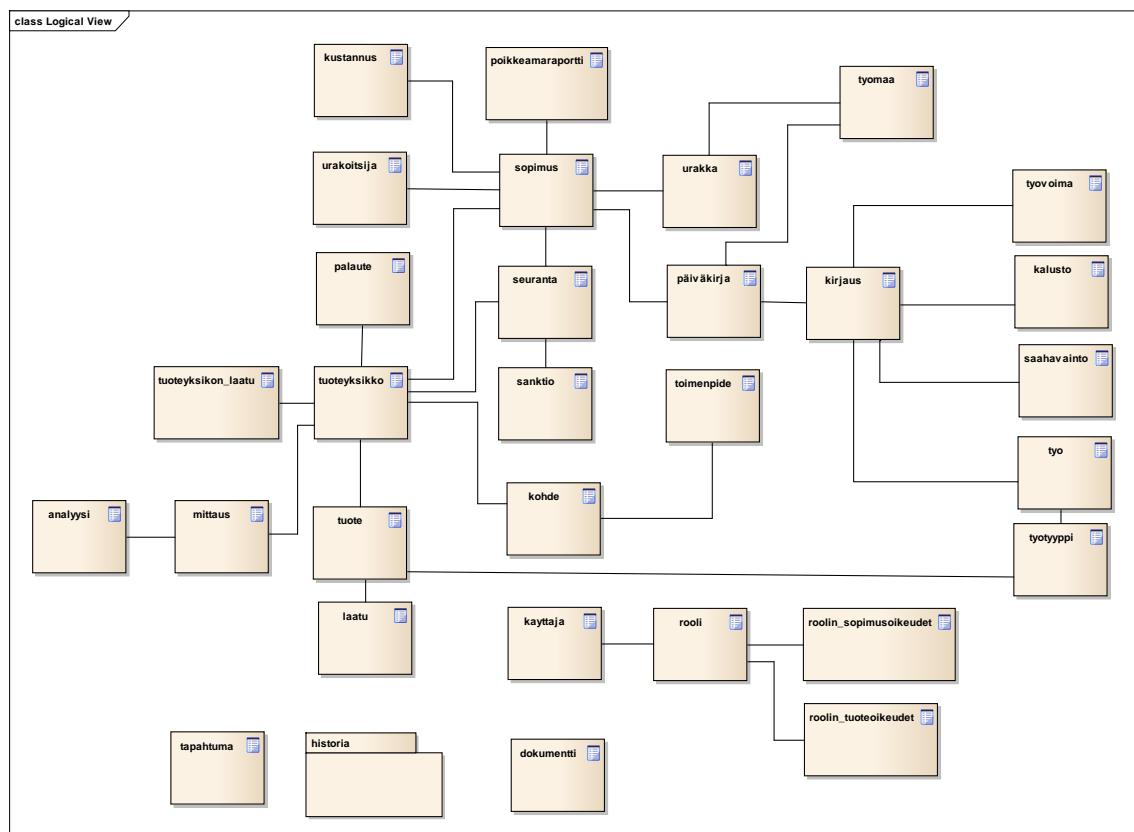 class Logical View
kustannus
poikkeamaraportti
tyomaa
urakoitsija
sopimus
urakka
tyovoima
palaute
seuranta
päiväkirja
kirjaus
kalusto
saahavainto
tuoteyksikon_laatu
tuoteyksikko
sanktio
toimenpide
tyo
analyysi
mittaus
tuote
kohde
tyotyyppi
laatu
kayttaja
rooli
roolin_sopimusoikeudet
roolin_tuoteoikeudet
tapahtuma
historia
dokumentti